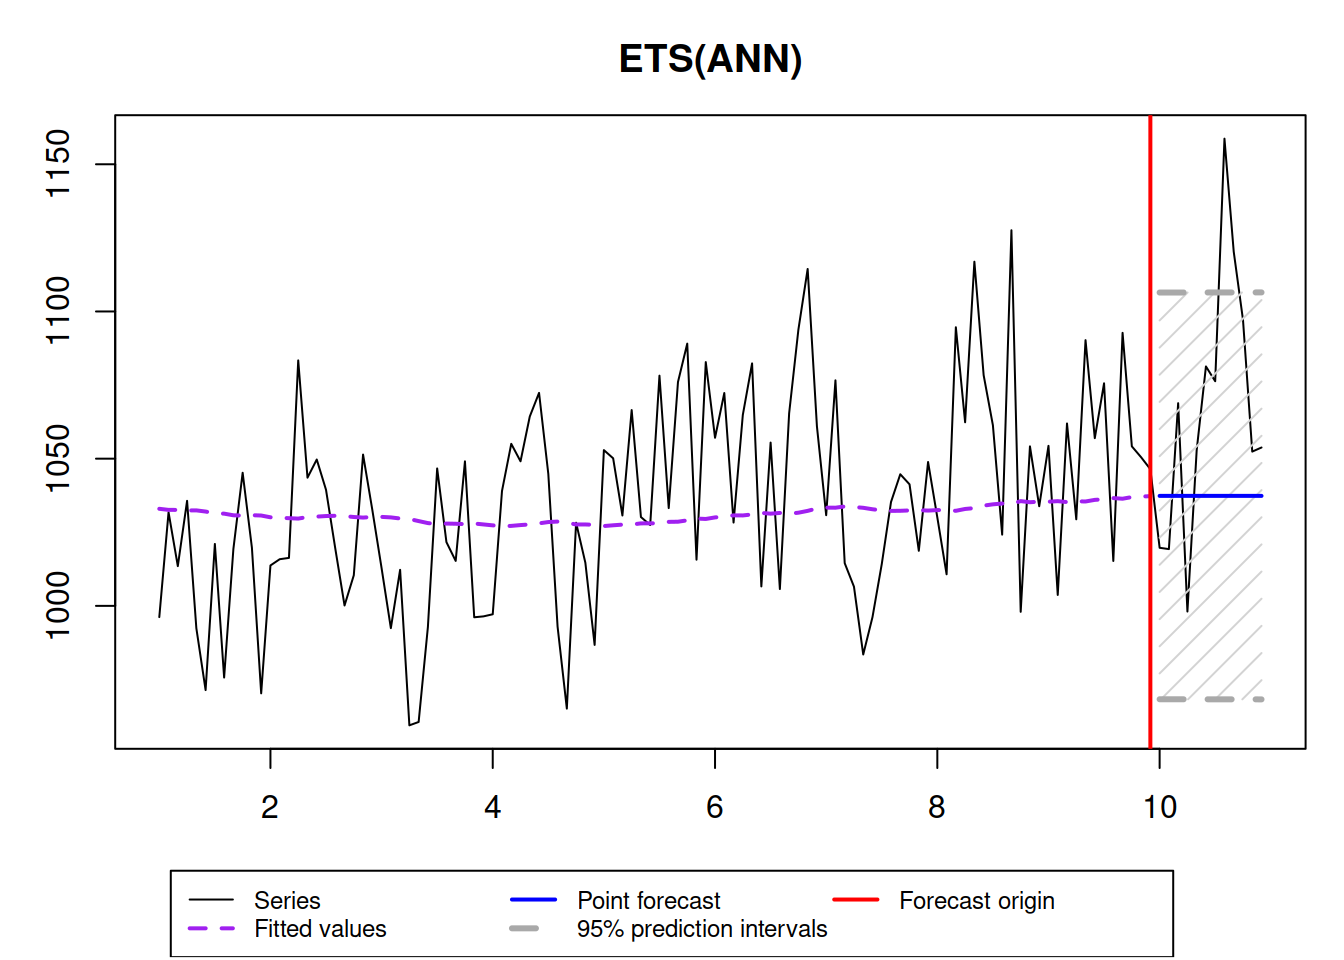 ETS(ANN)
1150
1100
1050
1000
2 4 6 8 10
Series Point forecast Forecast origin
Fitted values 95% prediction intervals